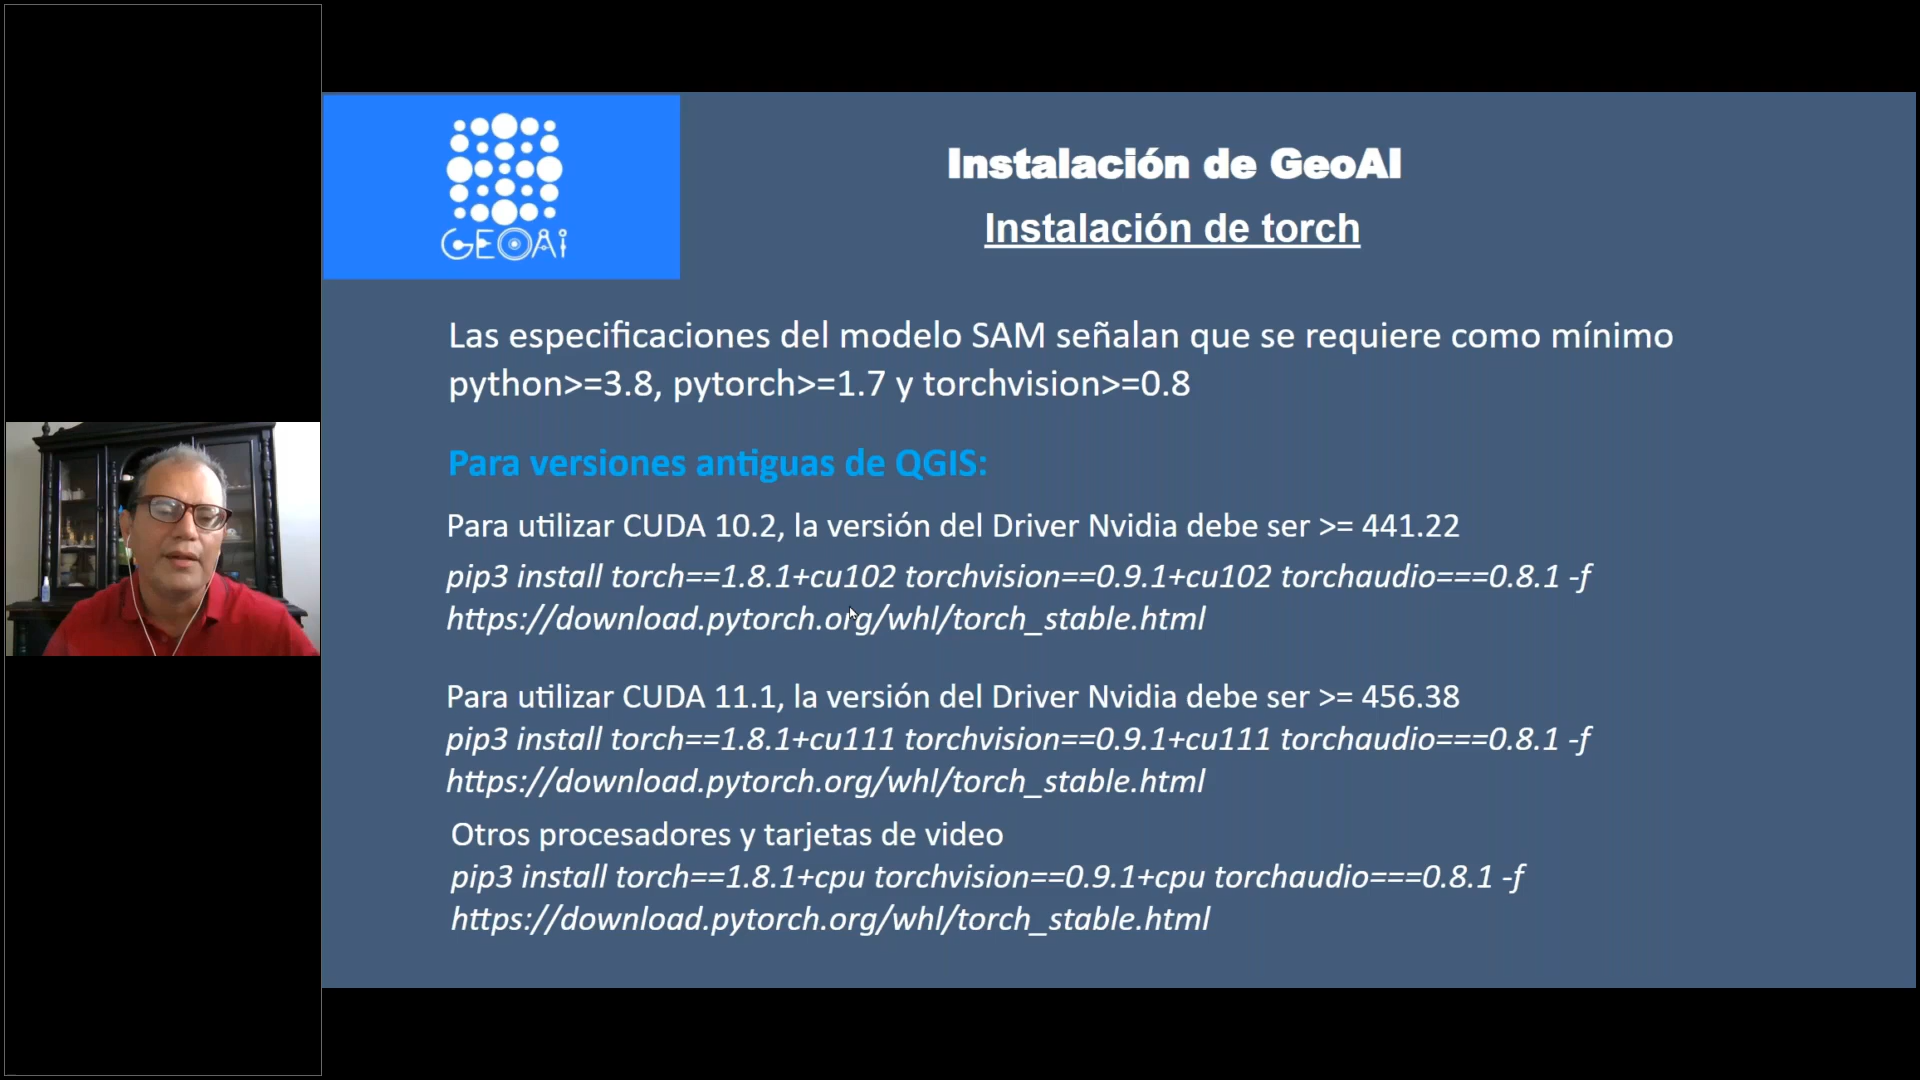 GEOAi
Instalación de GeoAI
Instalación de torch
Las especificaciones del modelo SAM señalan que se requiere como mínimo
python>=3.8, pytorch>=1.7 y torchvision>=0.8
Para versiones antiguas de QGIS:
Para utilizar CUDA 10.2, la versión del Driver Nvidia debe ser >= 441.22
pip3 install torch==1.8.1+cu102 torchvision==0.9.1+cu102 torchaudio===0.8.1 -f
https://download.pytorch.org/whl/torch_stable.html
Para utilizar CUDA 11.1, la versión del Driver Nvidia debe ser >= 456.38
pip3 install torch==1.8.1+cu111 torchvision==0.9.1+cu111 torchaudio===0.8.1 -f
https://download.pytorch.org/whl/torch_stable.html
Otros procesadores y tarjetas de video
pip3 install torch==1.8.1+cpu torchvision==0.9.1+cpu torchaudio===0.8.1 -f
https://download.pytorch.org/whl/torch_stable.html